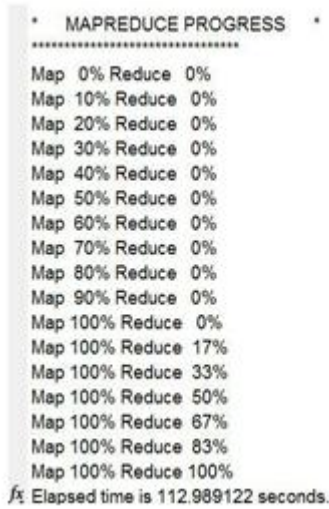 * MAPREDUCE PROGRESS *
********************************
Map 0% Reduce 0%
Map 10% Reduce 0%
Map 20% Reduce 0%
Map 30% Reduce 0%
Map 40% Reduce 0%
Map 50% Reduce 0%
Map 60% Reduce 0%
Map 70% Reduce 0%
Map 80% Reduce 0%
Map 90% Reduce 0%
Map 100% Reduce 0%
Map 100% Reduce 17%
Map 100% Reduce 33%
Map 100% Reduce 50%
Map 100% Reduce 67%
Map 100% Reduce 83%
Map 100% Reduce 100%
fx Elapsed time is 112.989122 seconds.